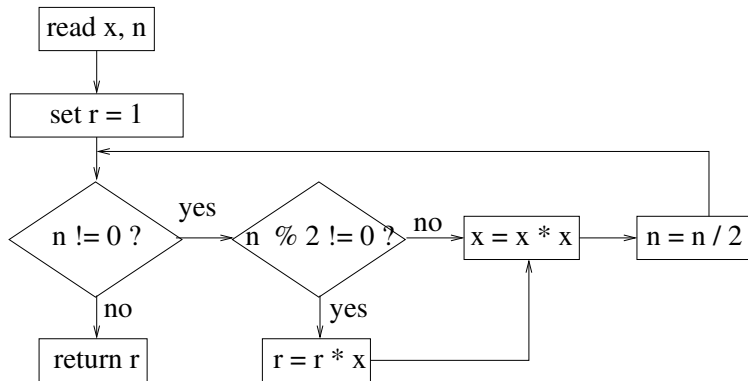 read x, n
set r = 1
n != 0 ?
yes
n % 2 != 0 ?
no
x = x * x
n = n / 2
no
yes
return r
r = r * x